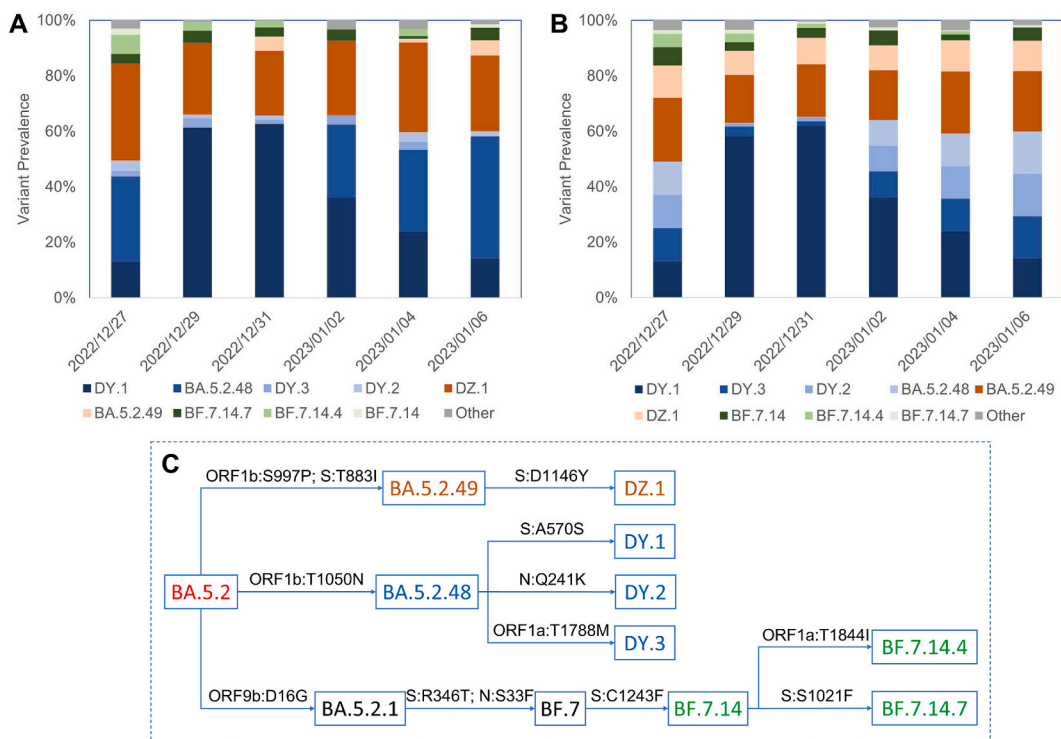 A
Variant Prevalence
100%
80%
60%
40%
20%
0%
2022/12/27
2022/12/29
2022/12/31
2023/01/02
2023/01/04
2023/01/06
DY.1 BA.5.2.48 DY.3 DY.2 DZ.1
BA.5.2.49 BF.7.14.7 BF.7.14.4 BF.7.14 Other
B
Variant Prevalence
100%
80%
60%
40%
20%
0%
2022/12/27
2022/12/29
2022/12/31
2023/01/02
2023/01/04
2023/01/06
DY.1 DY.3 DY.2 BA.5.2.48 BA.5.2.49
DZ.1 BF.7.14 BF.7.14.4 BF.7.14.7 Other
C
ORF1b:S997P; S:T883I
BA.5.2.49
S:D1146Y
DZ.1
S:A570S
DY.1
BA.5.2
ORF1b:T1050N
BA.5.2.48
N:Q241K
DY.2
ORF1a:T1788M
DY.3
ORF1a:T1844I
BF.7.14.4
ORF9b:D16G
BA.5.2.1
S:R346T; N:S33F
BF.7
S:C1243F
BF.7.14
S:S1021F
BF.7.14.7